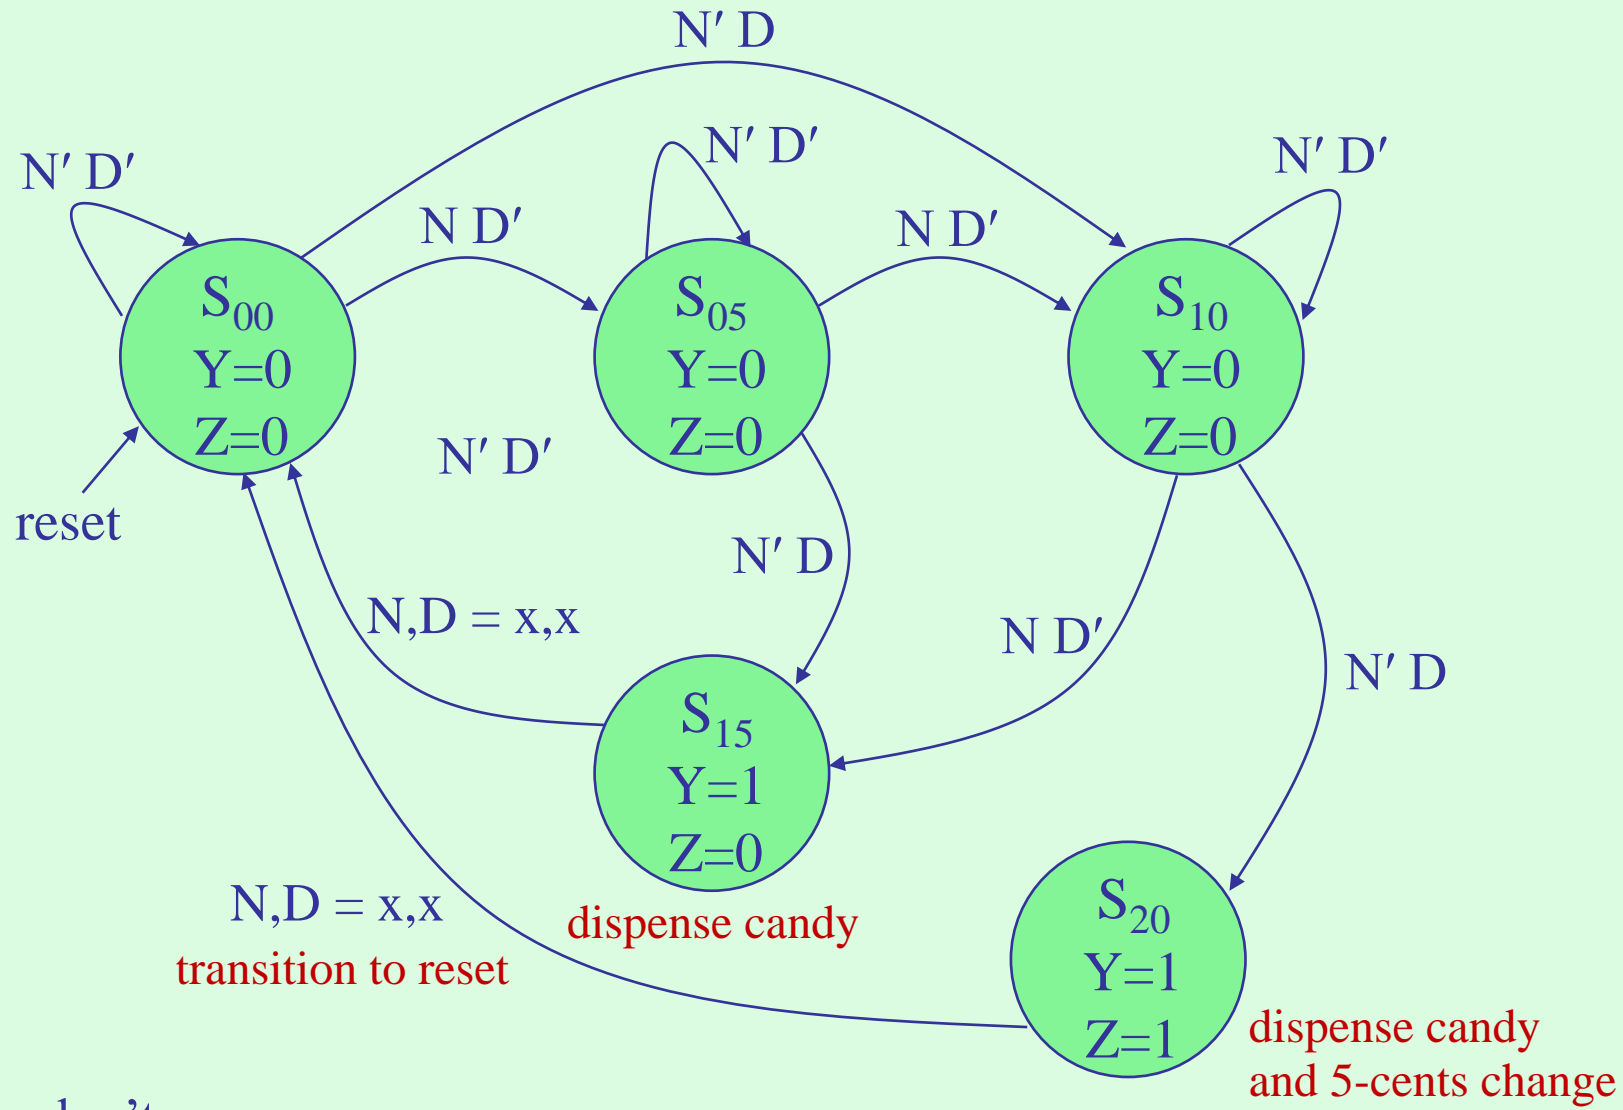 N′ D
N′ D′
N′ D′
N′ D′
N D′
N D′
S₀₀
Y=0
Z=0
S₀₅
Y=0
Z=0
S₁₀
Y=0
Z=0
N′ D′
reset
N′ D
N,D = x,x
N D′
N′ D
S₁₅
Y=1
Z=0
dispense candy
N,D = x,x
transition to reset
S₂₀
Y=1
Z=1
dispense candy
and 5-cents change